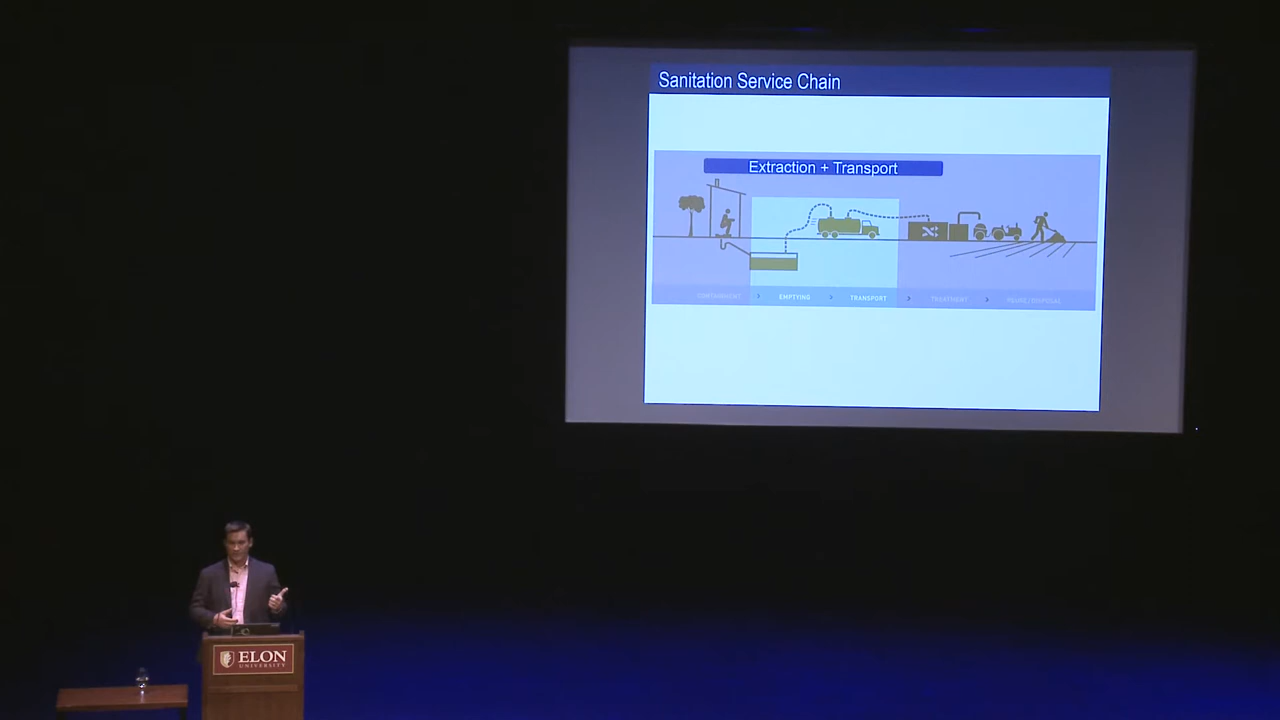 Sanitation Service Chain
Extraction + Transport
CONTAINMENT > EMPTYING > TRANSPORT > TREATMENT > REUSE/DISPOSAL
ELON
UNIVERSITY